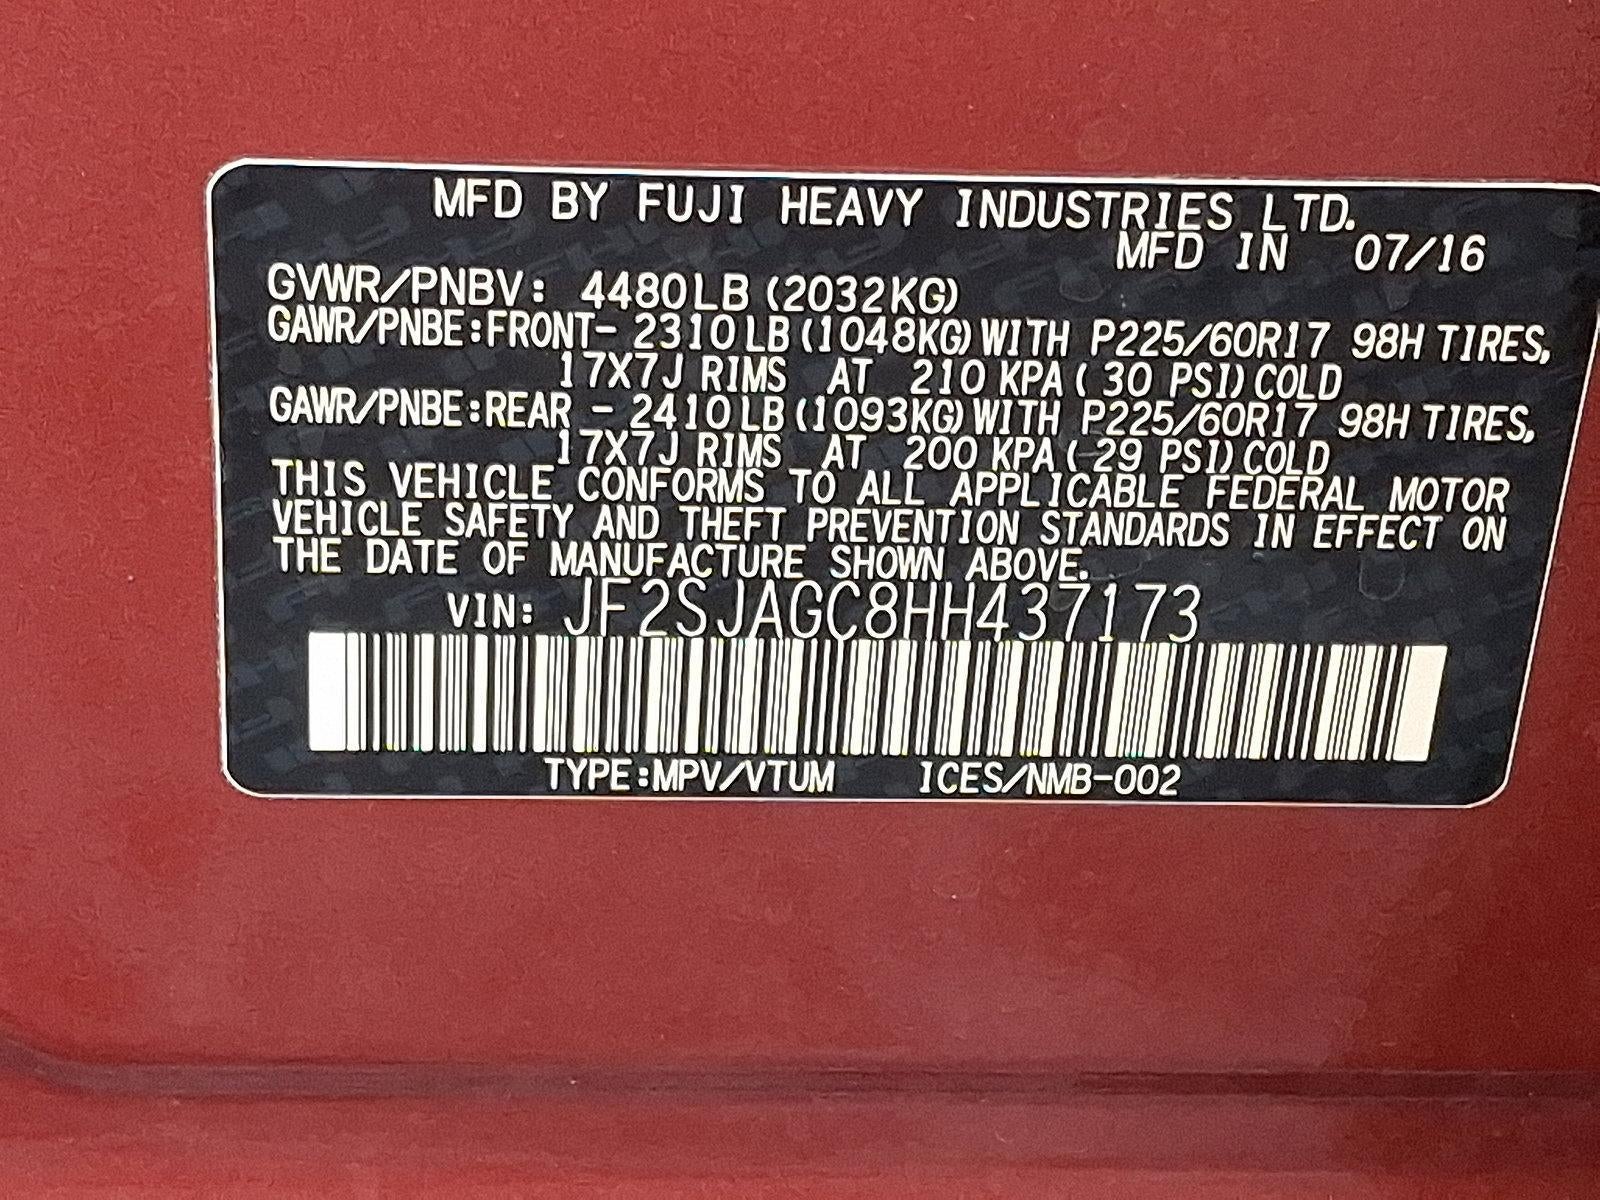 MFD BY FUJI HEAVY INDUSTRIES LTD.
MFD IN 07/16
GVWR/PNBV: 4480LB (2032KG)
GAWR/PNBE:FRONT- 2310LB (1048KG) WITH P225/60R17 98H TIRES,
17X7J RIMS AT 210 KPA ( 30 PSI) COLD
GAWR/PNBE:REAR - 2410LB (1093KG) WITH P225/60R17 98H TIRES,
17X7J RIMS AT 200 KPA ( 29 PSI) COLD
THIS VEHICLE CONFORMS TO ALL APPLICABLE FEDERAL MOTOR
VEHICLE SAFETY AND THEFT PREVENTION STANDARDS IN EFFECT ON
THE DATE OF MANUFACTURE SHOWN ABOVE.
VIN: JF2SJAGC8HH437173
TYPE:MPV/VTUM ICES/NMB-002